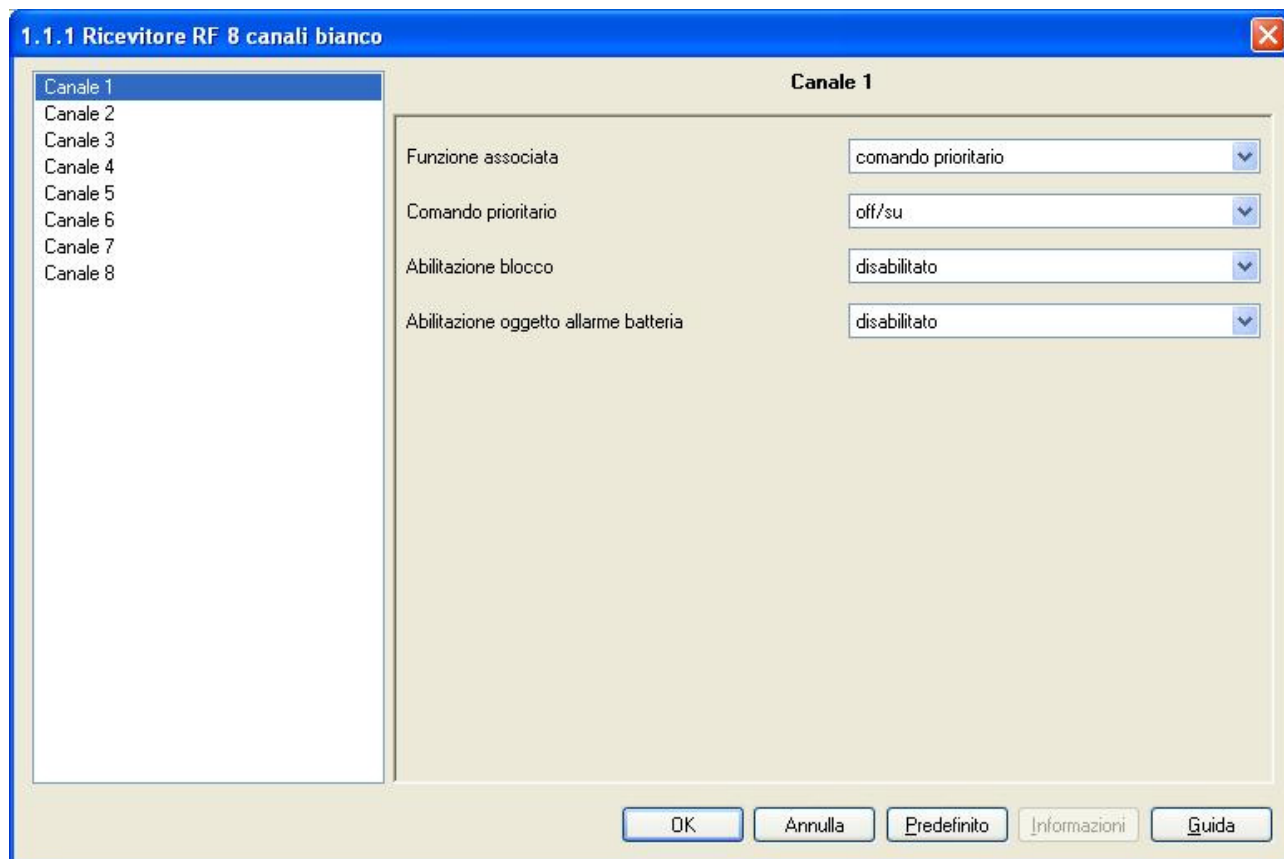 1.1.1 Ricevitore RF 8 canali bianco
Canale 1
Canale 2
Canale 3
Canale 4
Canale 5
Canale 6
Canale 7
Canale 8
Canale 1
Funzione associata comando prioritario
Comando prioritario off/su
Abilitazione blocco disabilitato
Abilitazione oggetto allarme batteria disabilitato
OK Annulla Predefinito Informazioni Guida